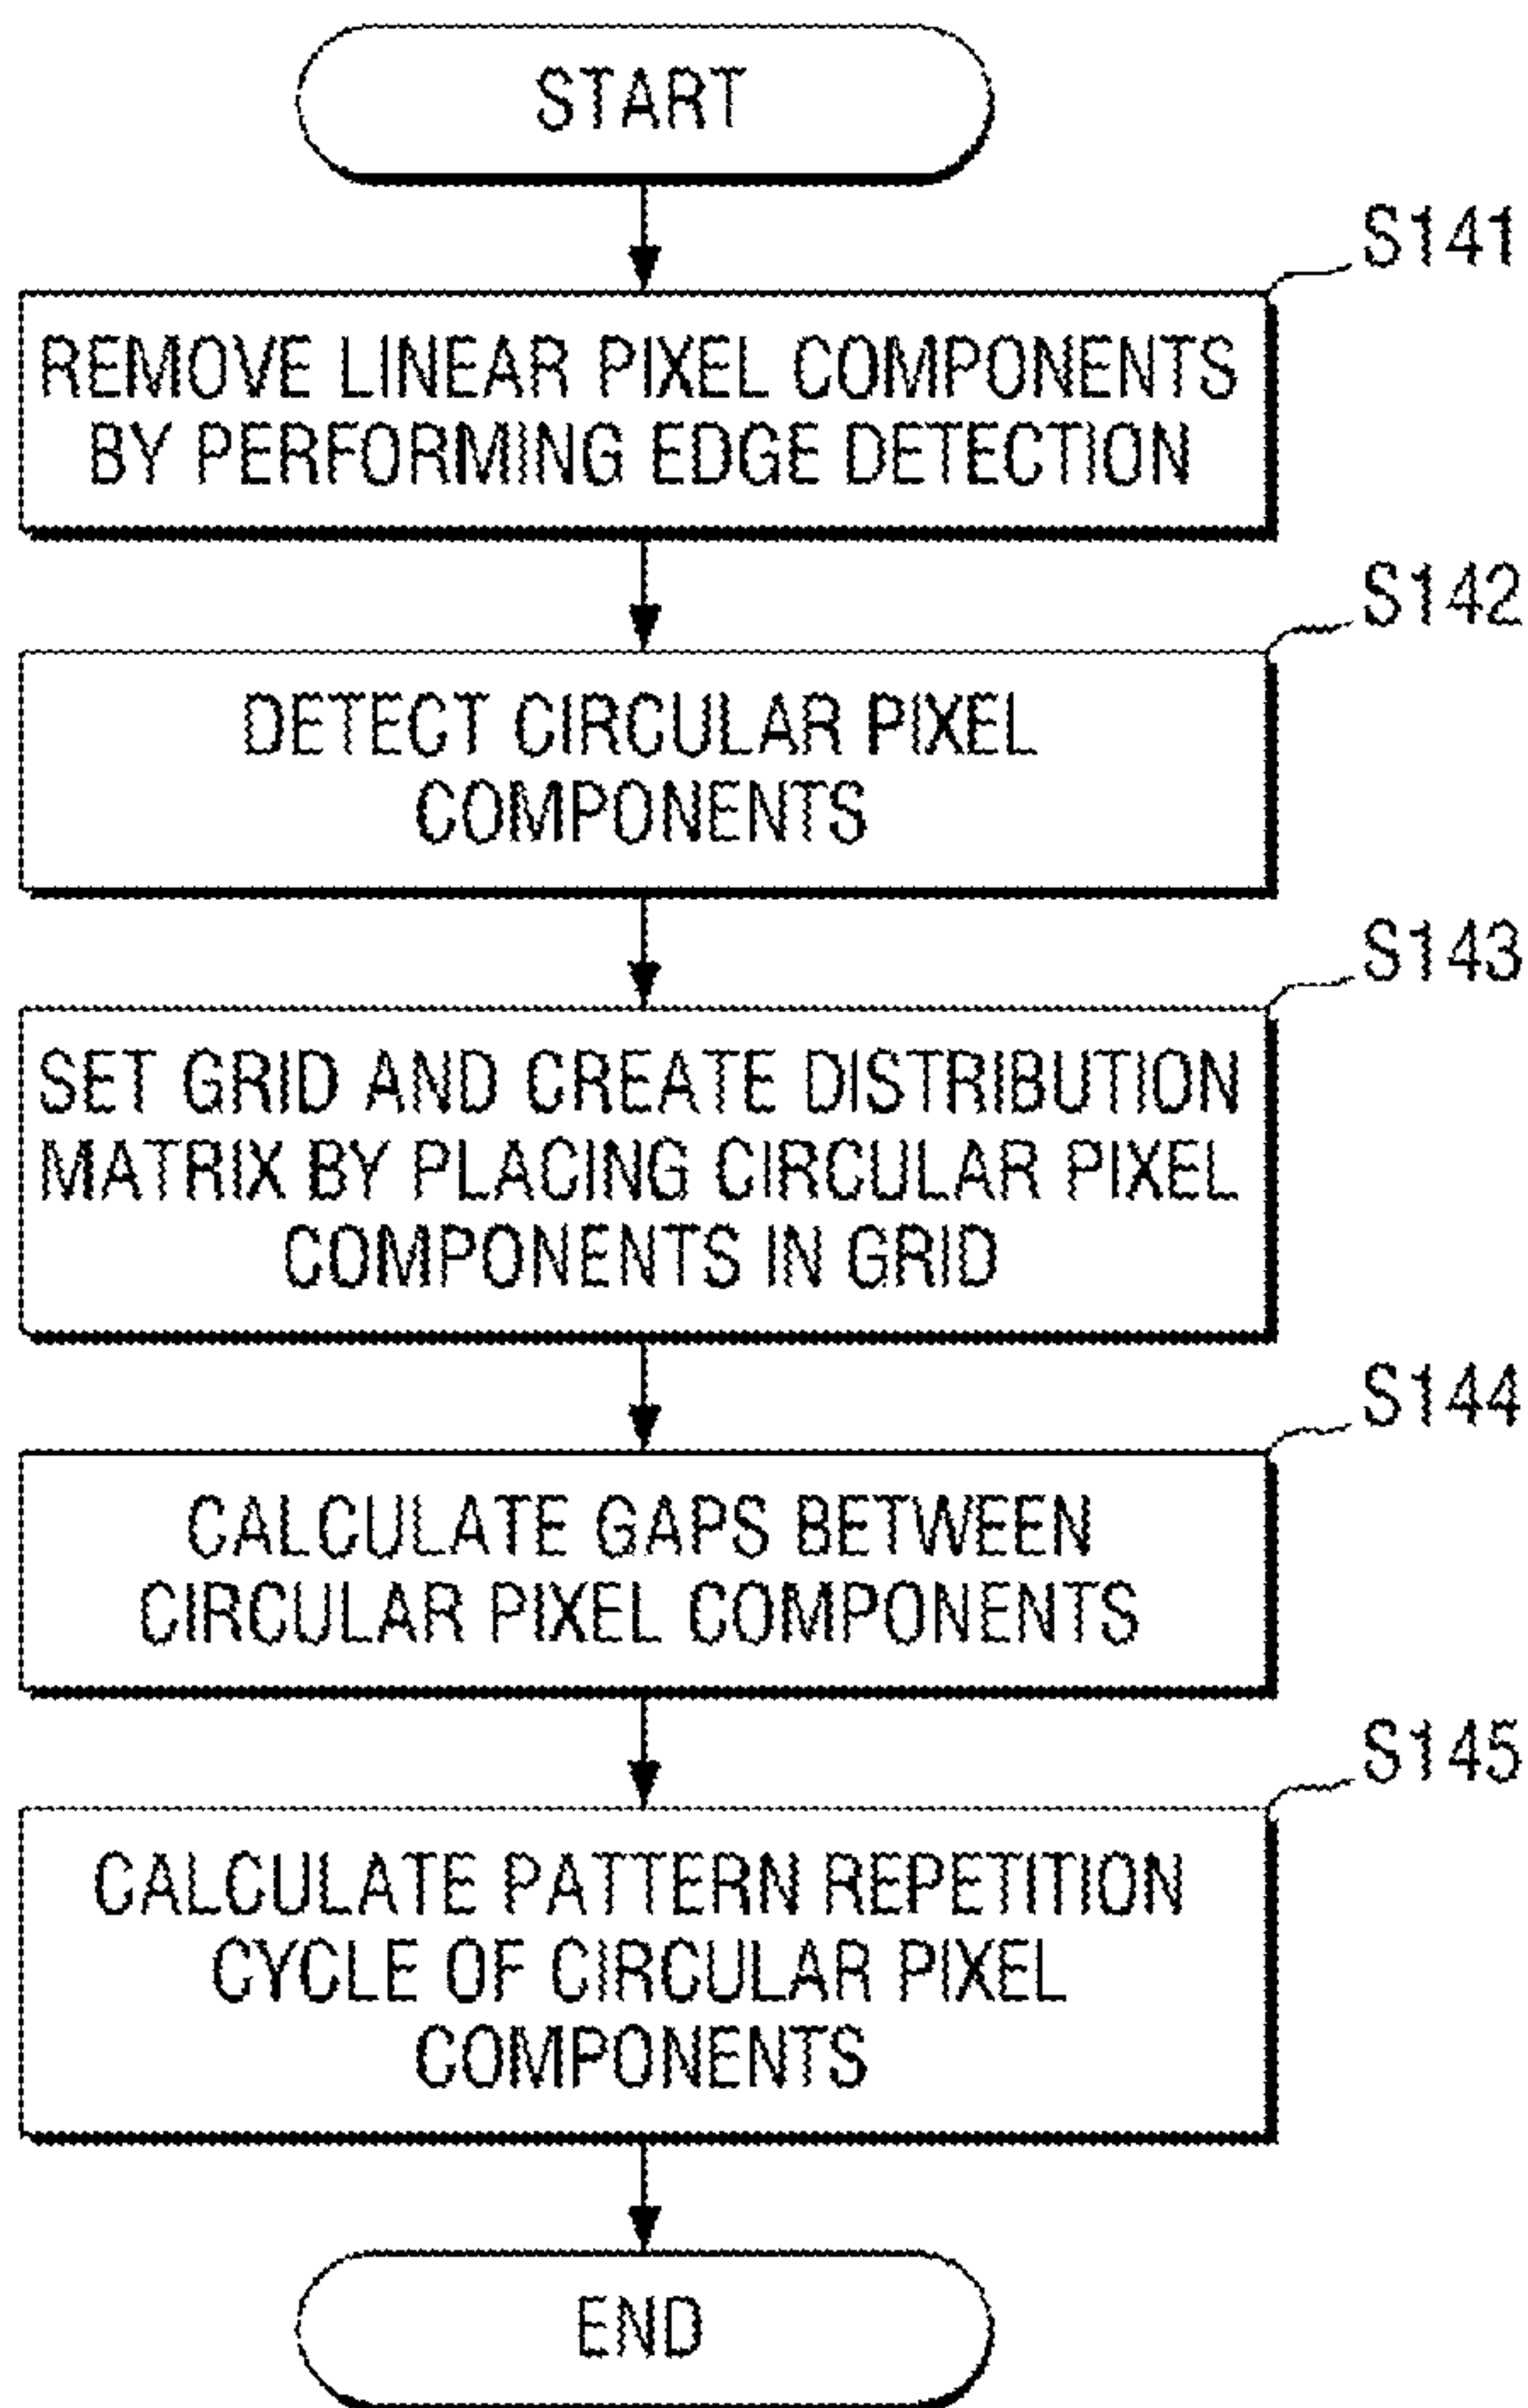 START
S141
REMOVE LINEAR PIXEL COMPONENTS
BY PERFORMING EDGE DETECTION
S142
DETECT CIRCULAR PIXEL
COMPONENTS
S143
SET GRID AND CREATE DISTRIBUTION
MATRIX BY PLACING CIRCULAR PIXEL
COMPONENTS IN GRID
S144
CALCULATE GAPS BETWEEN
CIRCULAR PIXEL COMPONENTS
S145
CALCULATE PATTERN REPETITION
CYCLE OF CIRCULAR PIXEL
COMPONENTS
END